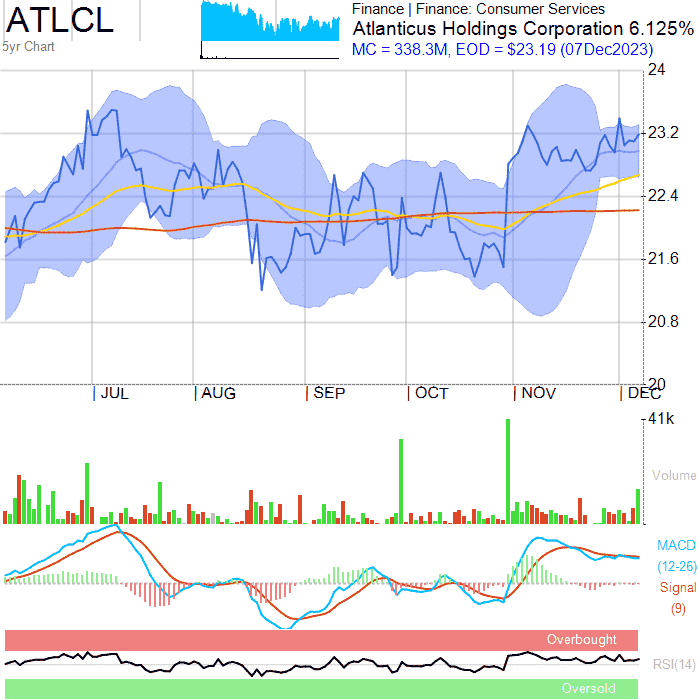 ATLCL
5yr Chart
Finance | Finance: Consumer Services
Atlanticus Holdings Corporation 6.125%
MC = 338.3M, EOD = $23.19 (07Dec2023)
24
23.2
22.4
21.6
20.8
20
JUL
AUG
SEP
OCT
NOV
DEC
41k
Volume
MACD
(12-26)
Signal
(9)
Overbought
RSI(14)
Oversold